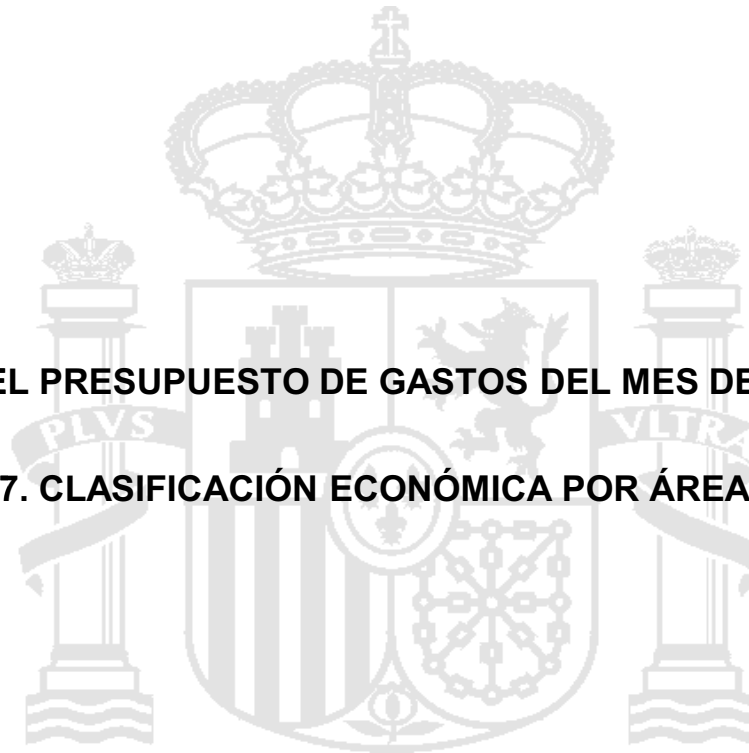 EL PRESUPUESTO DE GASTOS DEL MES DE
PLVS VLTRA
7. CLASIFICACIÓN ECONÓMICA POR ÁREA